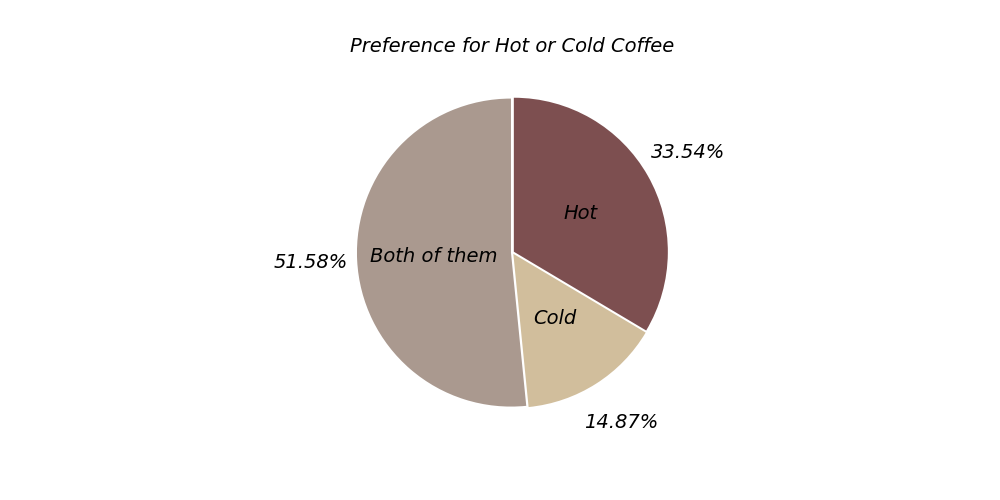 Preference for Hot or Cold Coffee
33.54%
Hot
Both of them
51.58%
Cold
14.87%